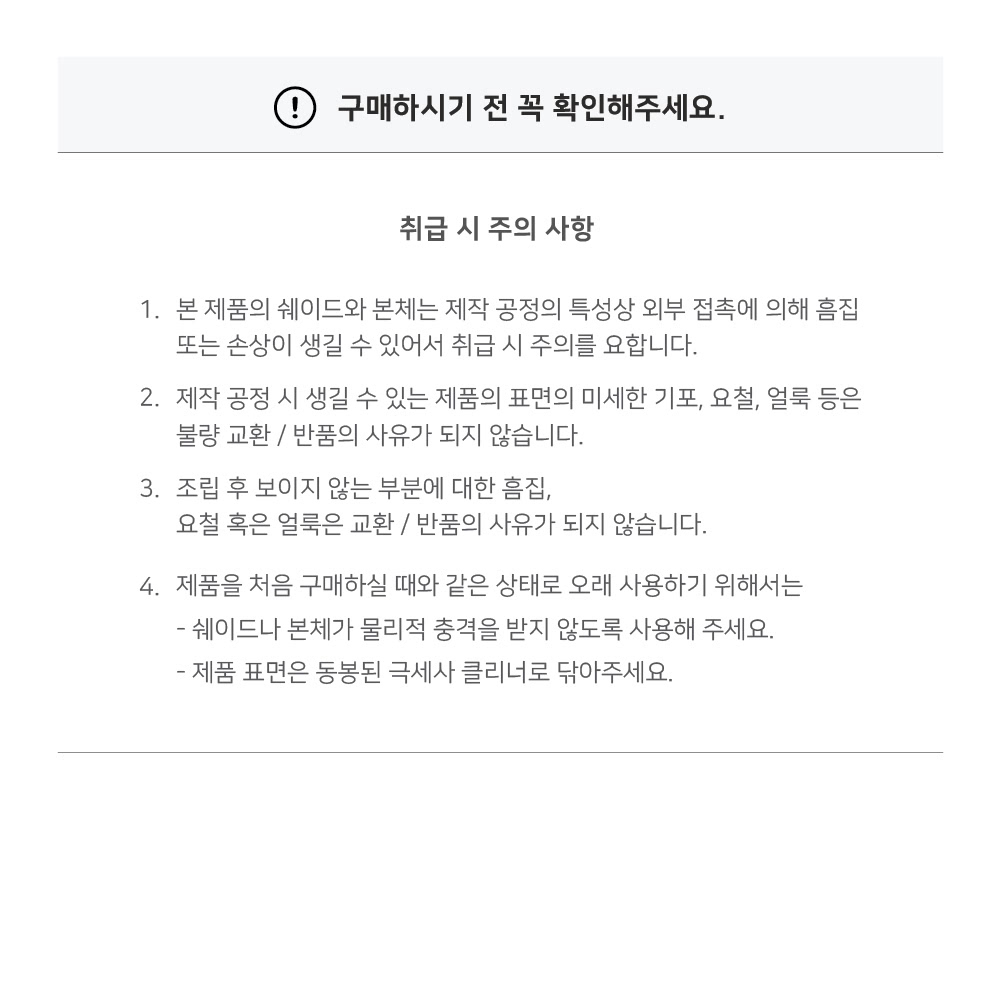 구매하시기 전 꼭 확인해주세요.
취급 시 주의 사항
1. 본 제품의 쉐이드와 본체는 제작 공정의 특성상 외부 접촉에 의해 흠집
또는 손상이 생길 수 있어서 취급 시 주의를 요합니다.
2. 제작 공정 시 생길 수 있는 제품의 표면의 미세한 기포, 요철, 얼룩 등은
불량 교환 / 반품의 사유가 되지 않습니다.
3. 조립 후 보이지 않는 부분에 대한 흠집,
요철 혹은 얼룩은 교환 / 반품의 사유가 되지 않습니다.
4. 제품을 처음 구매하실 때와 같은 상태로 오래 사용하기 위해서는
- 쉐이드나 본체가 물리적 충격을 받지 않도록 사용해 주세요.
- 제품 표면은 동봉된 극세사 클리너로 닦아주세요.